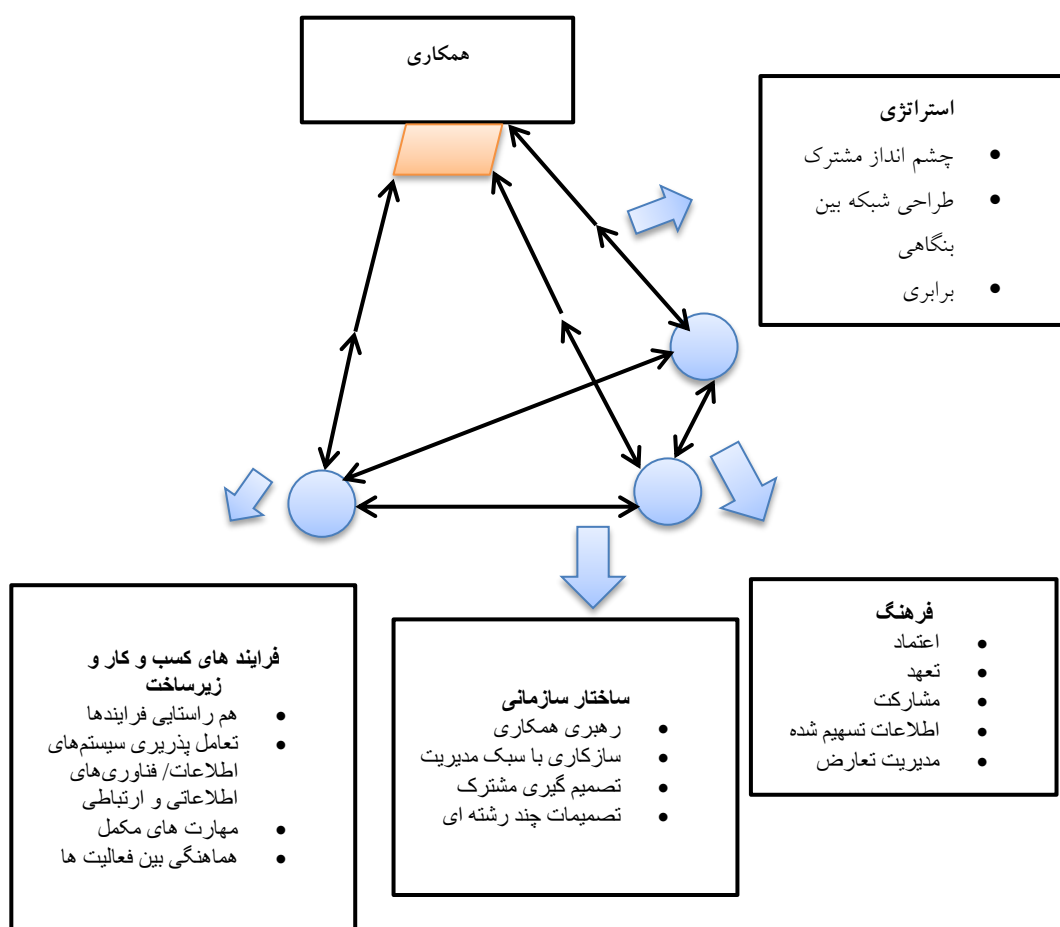 همکاری
استراتژی
• چشم انداز مشترک
• طراحی شبکه بین
بنگاهی
• برابری
فرهنگ
• اعتماد
• تعهد
• مشارکت
• اطلاعات تسهیم شده
• مدیریت تعارض
ساختار سازمانی
• رهبری همکاری
• سازکاری با سبک مدیریت
• تصمیم گیری مشترک
• تصمیمات چند رشته ای
فرایند های کسب و کار و
زیرساخت
• هم راستایی فرایندها
• تعامل پذریری سیستم‌های
اطلاعات/ فناوری‌های
اطلاعاتی و ارتباطی
• مهارت های مکمل
• هماهنگی بین فعالیت ها